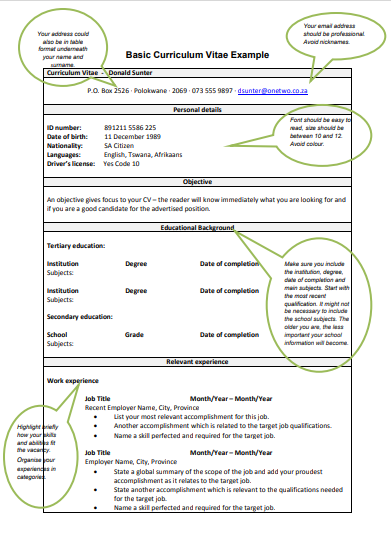 Your address could
also be in table
format underneath
your name and
surname.
Your email address
should be professional.
Avoid nicknames.
Basic Curriculum Vitae Example
Curriculum Vitae - Donald Sunter
P.O. Box 2526 · Polokwane · 2069 · 073 555 9897 · dsunter@onetwo.co.za
Personal details
Font should be easy to
read, size should be
between 10 and 12.
Avoid colour.
ID number: 891211 5586 225
Date of birth: 11 December 1989
Nationality: SA Citizen
Languages: English, Tswana, Afrikaans
Driver's license: Yes Code 10
Objective
An objective gives focus to your CV – the reader will know immediately what you are looking for and
if you are a good candidate for the advertised position.
Educational Background
Tertiary education:
Institution Degree Date of completion
Subjects:
Institution Degree Date of completion
Subjects:
Secondary education:
School Grade Date of completion
Subjects:
Make sure you include
the institution, degree,
date of completion and
main subjects. Start with
the most recent
qualification. It might not
be necessary to include
the school subjects. The
older you are, the less
important your school
information will become.
Relevant experience
Work experience
Job Title Month/Year – Month/Year
Recent Employer Name, City, Province
• List your most relevant accomplishment for this job.
• Another accomplishment which is related to the target job qualifications.
• Name a skill perfected and required for the target job.
Job Title Month/Year – Month/Year
Employer Name, City, Province
• State a global summary of the scope of the job and add your proudest
accomplishment as it relates to the target job.
• State another accomplishment which is relevant to the qualifications needed
for the target job.
• Name a skill perfected and required for the target job.
Highlight briefly
how your skills
and abilities fit
the vacancy.
Organise your
experiences in
categories.